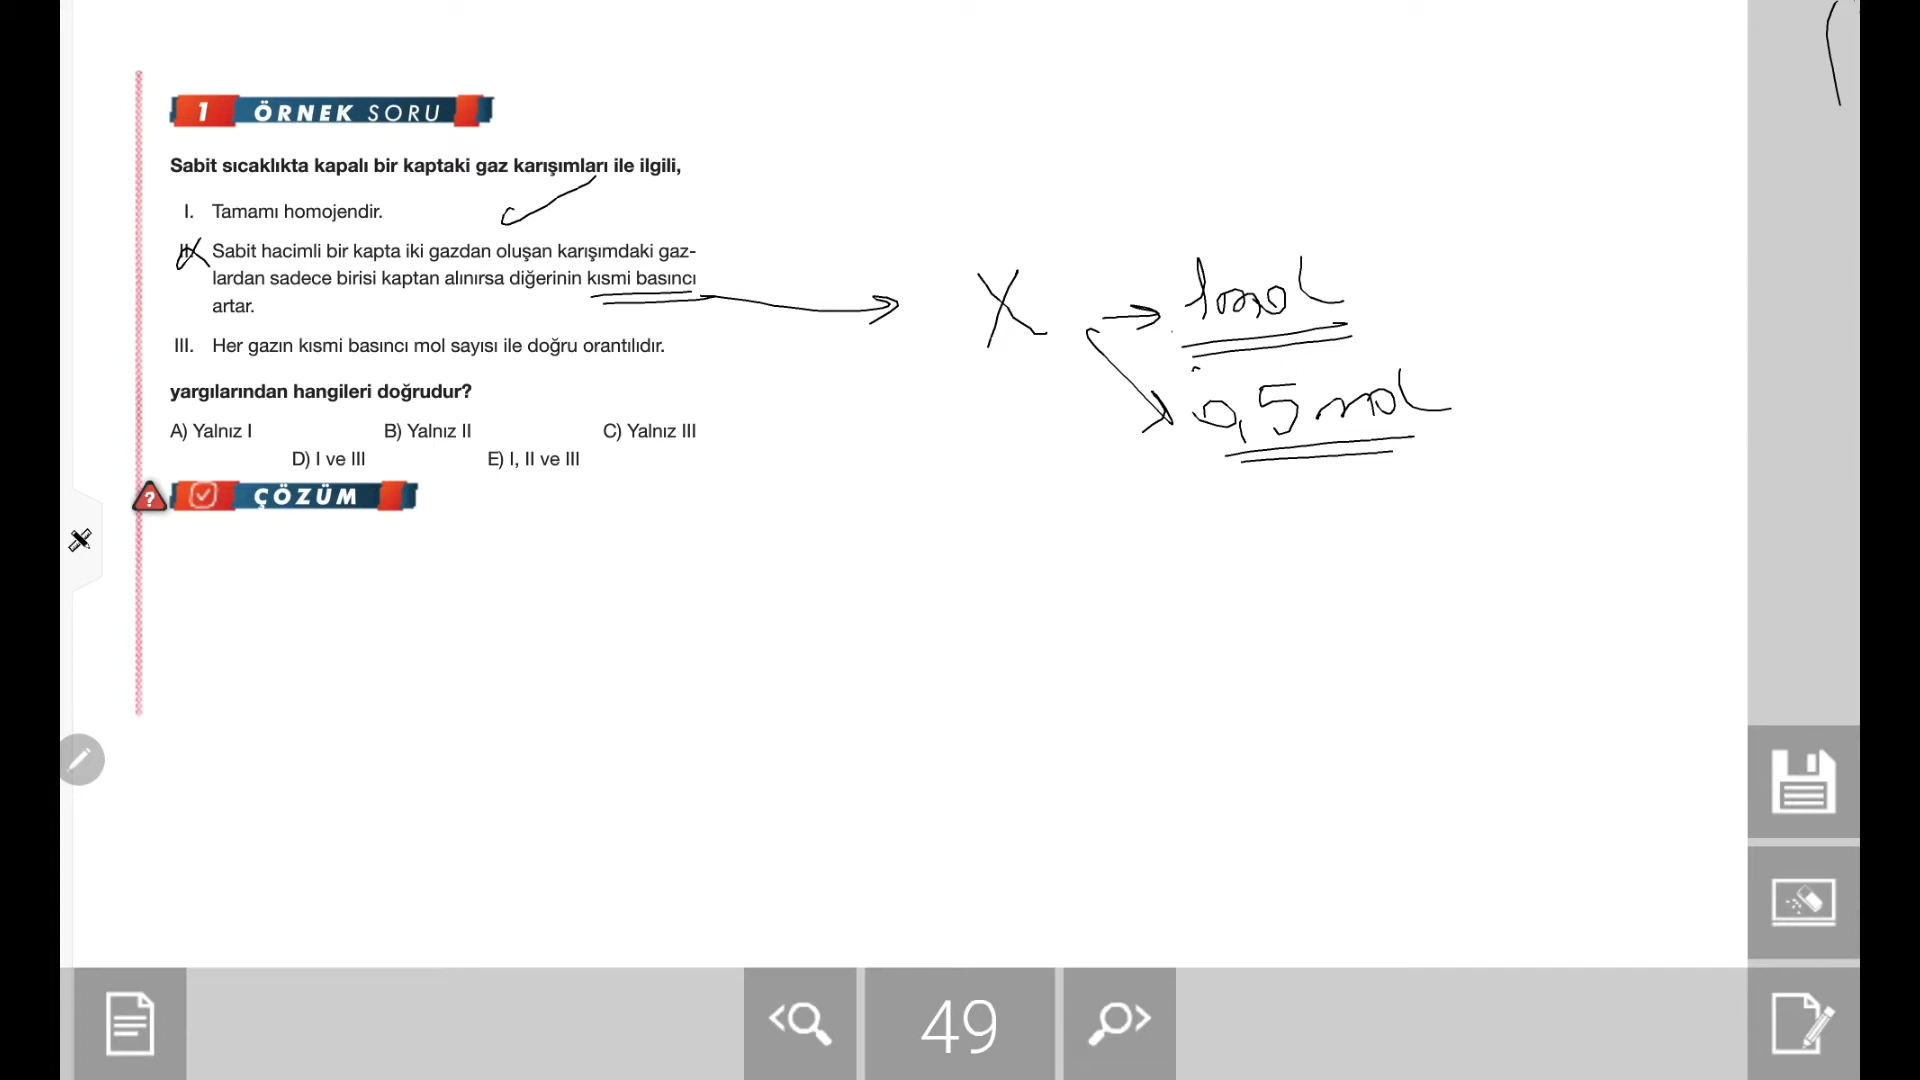 1 ÖRNEK SORU
Sabit sıcaklıkta kapalı bir kaptaki gaz karışımları ile ilgili,
I. Tamamı homojendir.
II. Sabit hacimli bir kapta iki gazdan oluşan karışımdaki gaz-
lardan sadece birisi kaptan alınırsa diğerinin kısmi basıncı
artar.
III. Her gazın kısmi basıncı mol sayısı ile doğru orantılıdır.
yargılarından hangileri doğrudur?
A) Yalnız I B) Yalnız II C) Yalnız III
D) I ve III E) I, II ve III
ÇÖZÜM
X → 1mol
0,5 mol
49